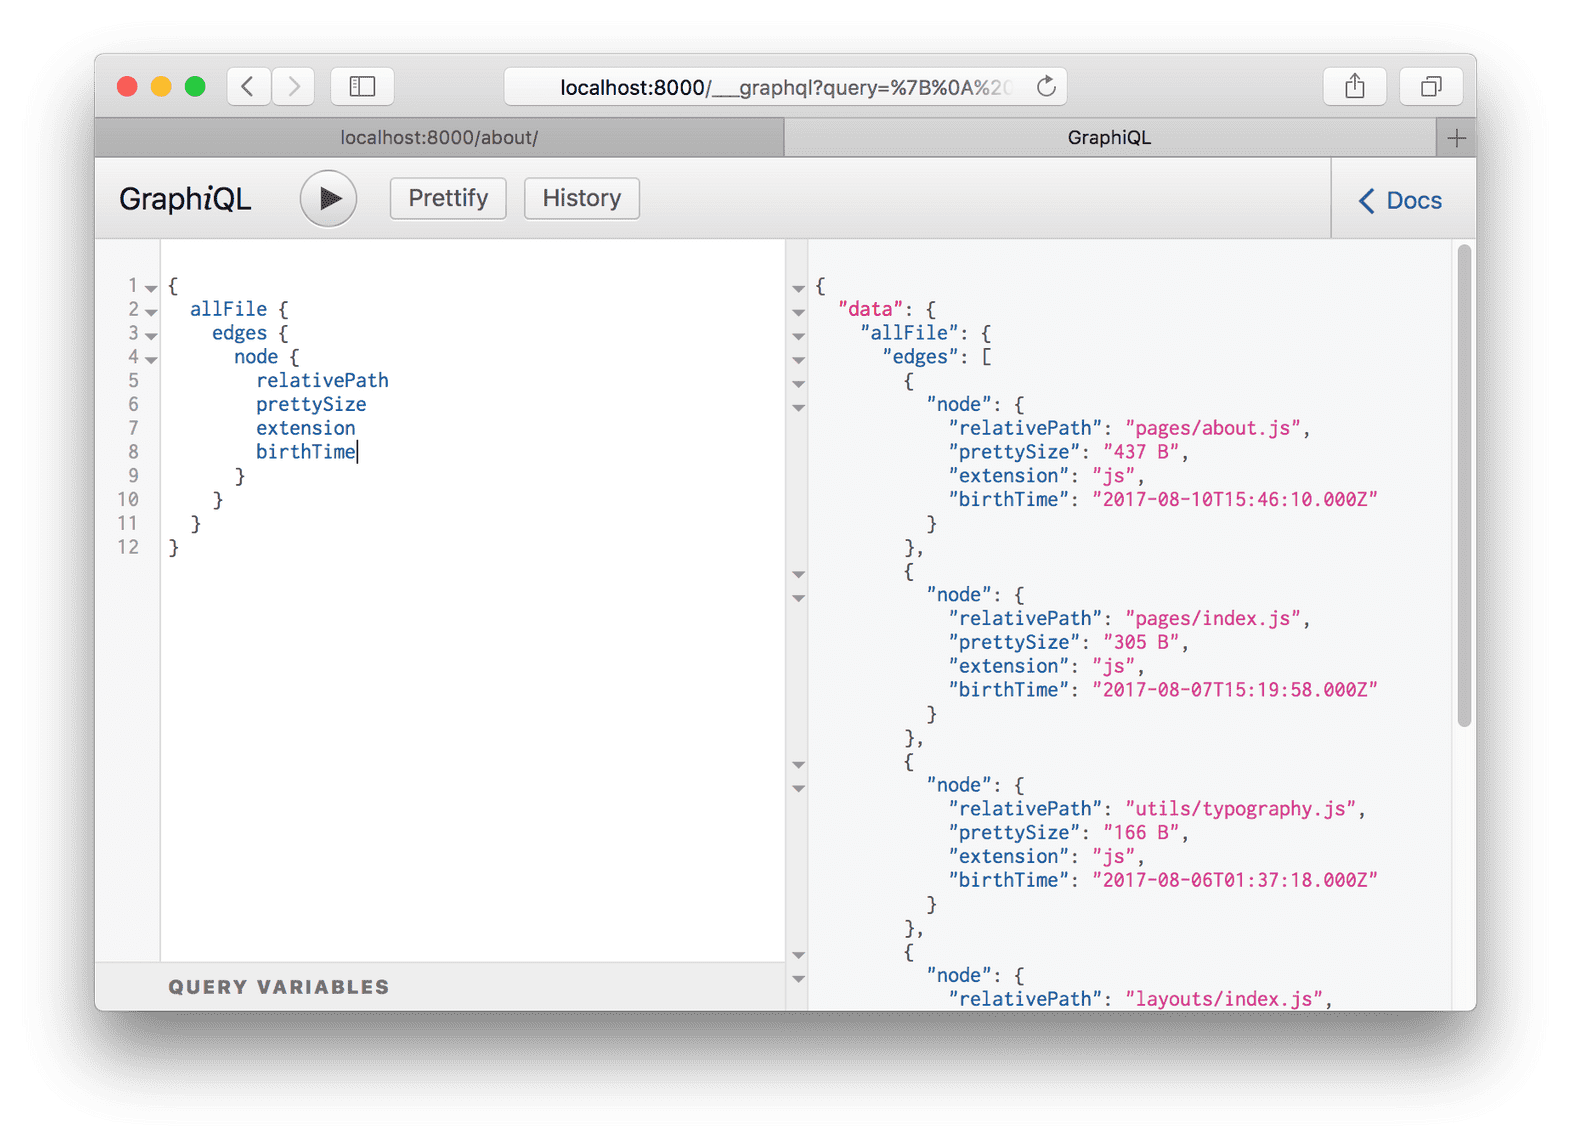 localhost:8000/___graphql?query=%7B%0A%20
localhost:8000/about/
GraphiQL
+
GraphiQL
Prettify
History
Docs
1 {
2 allFile {
3 edges {
4 node {
5 relativePath
6 prettySize
7 extension
8 birthTime
9 }
10 }
11 }
12 }
QUERY VARIABLES
{
"data": {
"allFile": {
"edges": [
{
"node": {
"relativePath": "pages/about.js",
"prettySize": "437 B",
"extension": "js",
"birthTime": "2017-08-10T15:46:10.000Z"
}
},
{
"node": {
"relativePath": "pages/index.js",
"prettySize": "305 B",
"extension": "js",
"birthTime": "2017-08-07T15:19:58.000Z"
}
},
{
"node": {
"relativePath": "utils/typography.js",
"prettySize": "166 B",
"extension": "js",
"birthTime": "2017-08-06T01:37:18.000Z"
}
},
{
"node": {
"relativePath": "layouts/index.js",